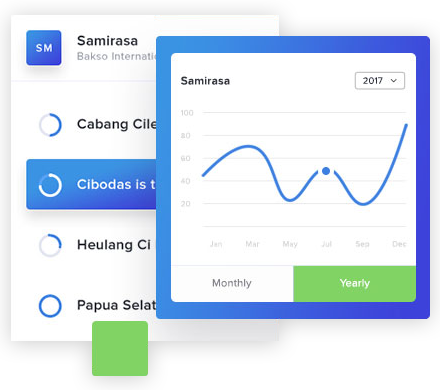 SM
Samirasa
Bakso Internatio
Cabang Cile
Cibodas is t
Heulang Ci
Papua Selat
Samirasa
2017
100
80
60
40
20
Jan Mar May Jul Sep Des
Monthly Yearly